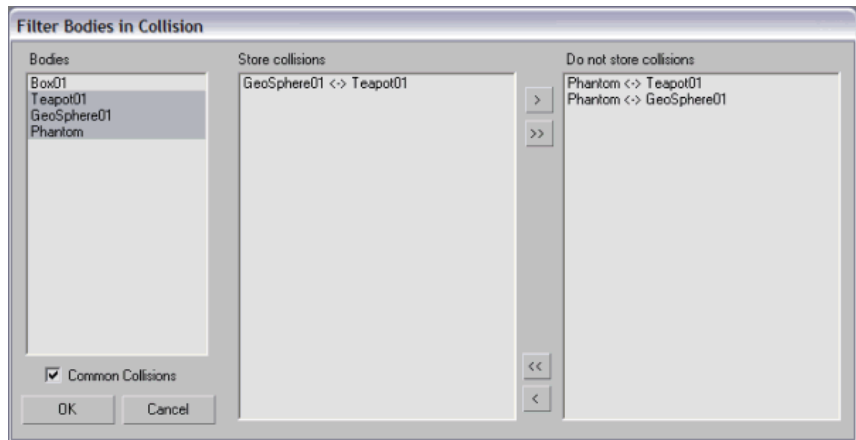 Filter Bodies in Collision
Bodies
Box01
Teapot01
GeoSphere01
Phantom
Common Collisions
OK
Cancel
Store collisions
GeoSphere01 <-> Teapot01
>
>>
<<
<
Do not store collisions
Phantom <-> Teapot01
Phantom <-> GeoSphere01